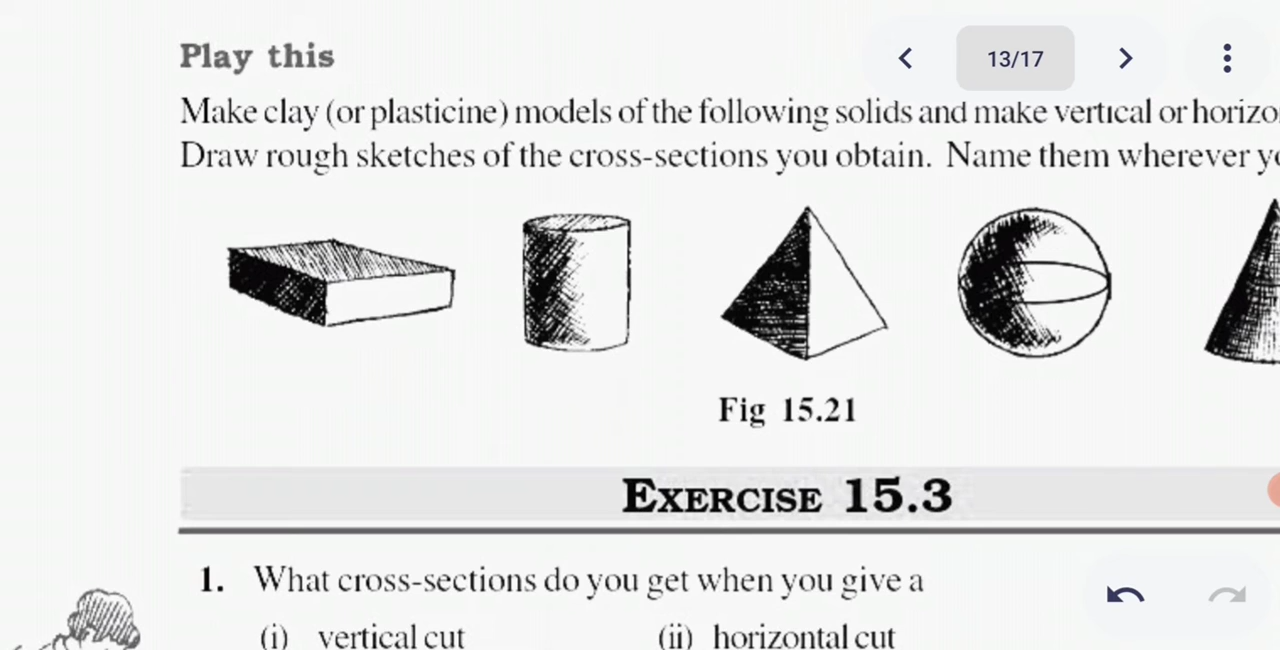 Play this
13/17
Make clay (or plasticine) models of the following solids and make vertical or
Draw rough sketches of the cross-sections you obtain. Name them wherever
Fig 15.21
EXERCISE 15.3
1. What cross-sections do you get when you give a
(i) vertical cut (ii) horizontal cut